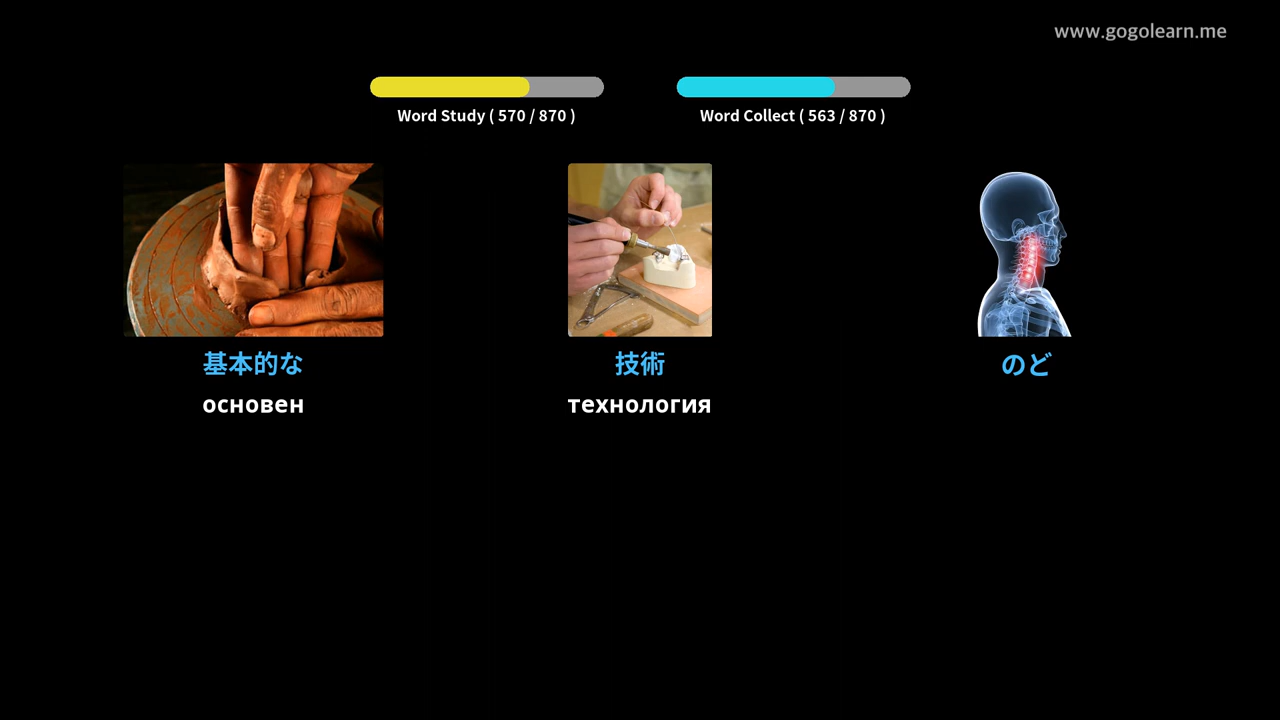 www.gogolearn.me
Word Study ( 570 / 870 )
Word Collect ( 563 / 870 )
基本的な
技術
のど
основен
технология